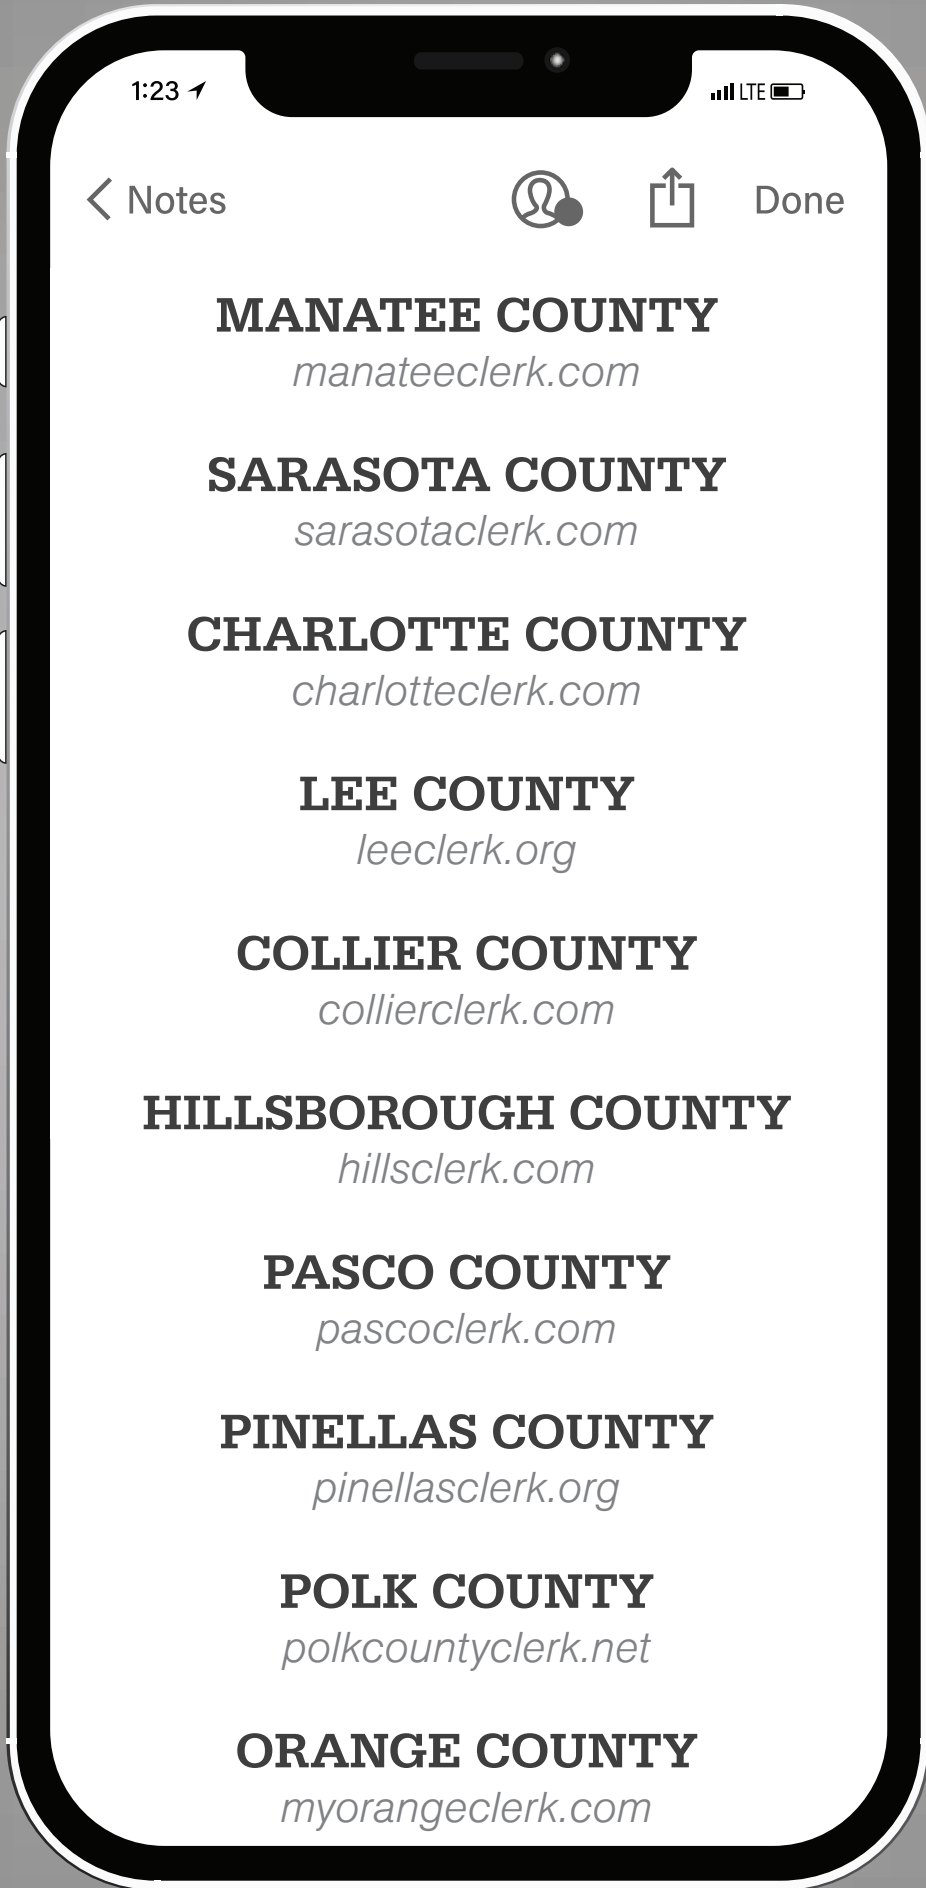 1:23 LTE
Notes Done
MANATEE COUNTY
manateeclerk.com
SARASOTA COUNTY
sarasotaclerk.com
CHARLOTTE COUNTY
charlotteclerk.com
LEE COUNTY
leeclerk.org
COLLIER COUNTY
collierclerk.com
HILLSBOROUGH COUNTY
hillsclerk.com
PASCO COUNTY
pascoclerk.com
PINELLAS COUNTY
pinellasclerk.org
POLK COUNTY
polkcountyclerk.net
ORANGE COUNTY
myorangeclerk.com